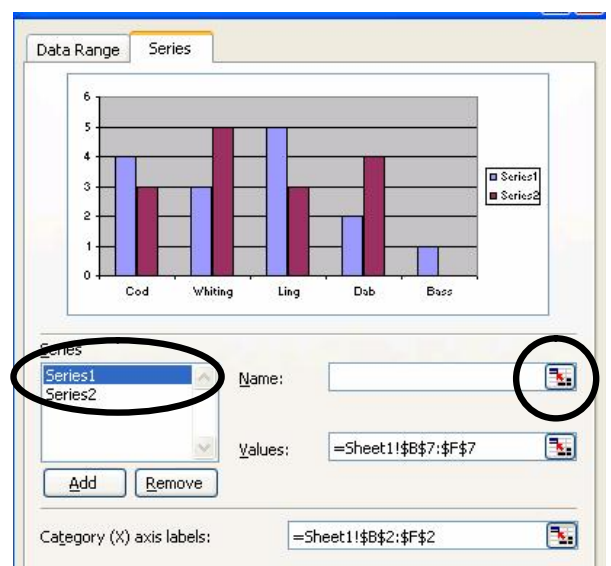 Data Range Series
6
5
4
3
2
1
0
Cod Whiting Ling Dab Bass
Series1
Series2
Series
Series1
Series2
Name:
Values: =Sheet1!$B$7:$F$7
Add Remove
Category (X) axis labels: =Sheet1!$B$2:$F$2